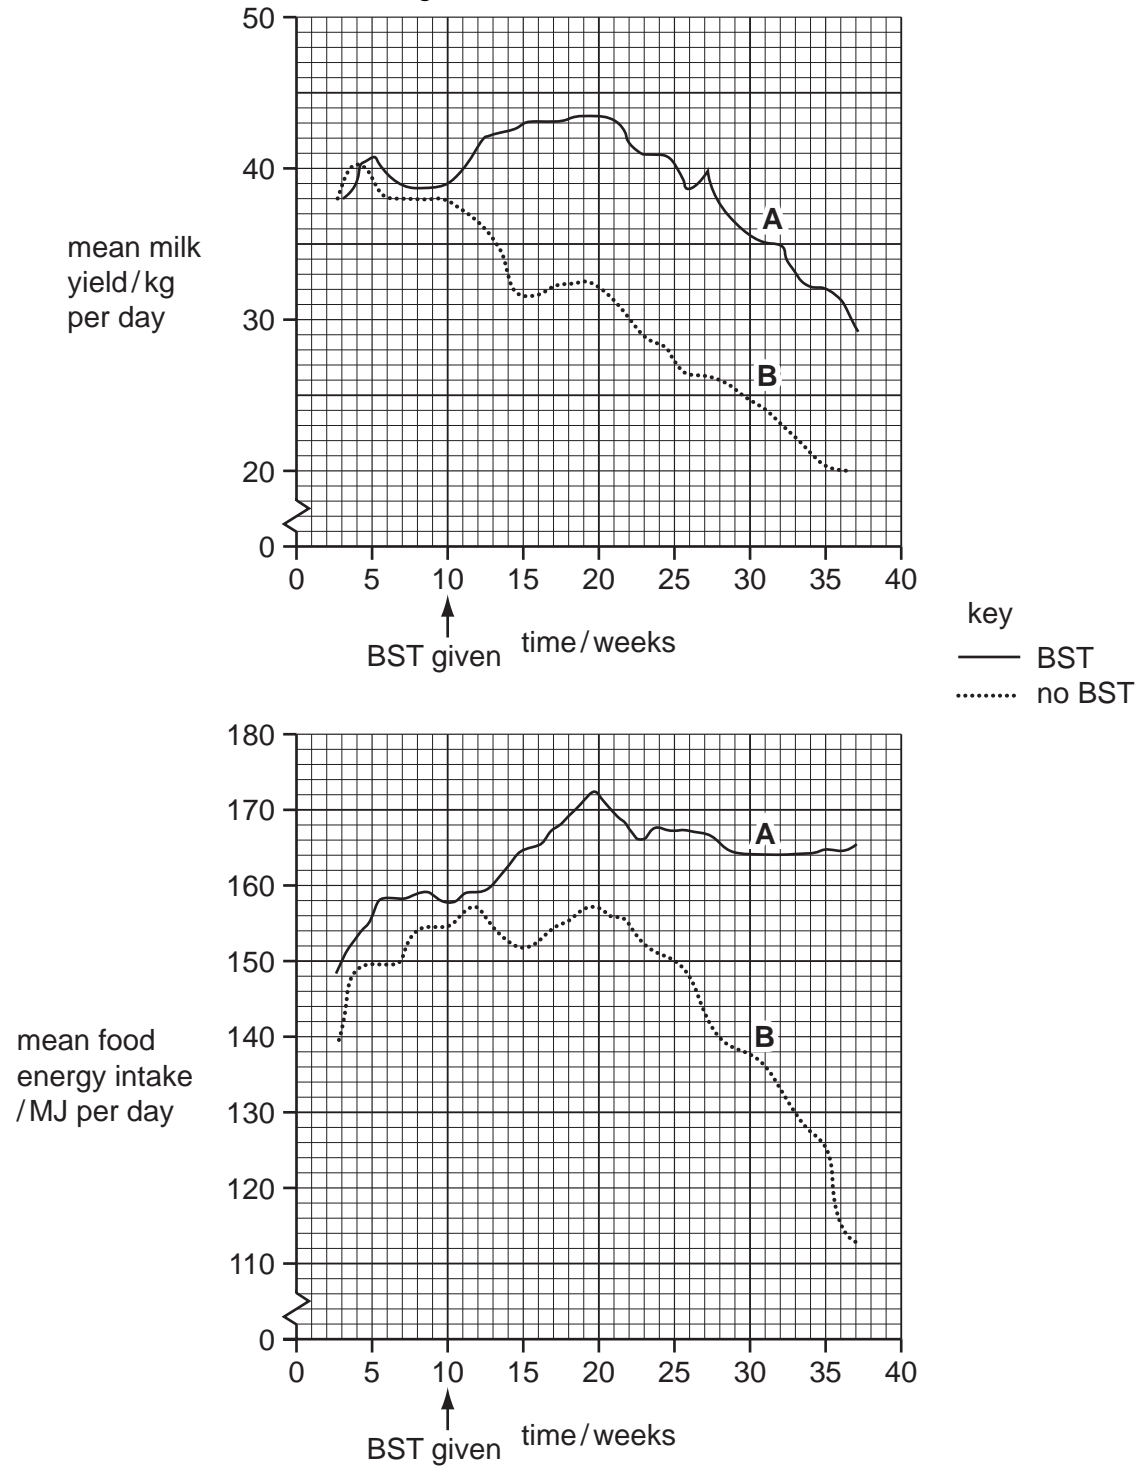 50
40
30
20
0
mean milk
yield / kg
per day
A
B
0 5 10 15 20 25 30 35 40
BST given
time / weeks
key
BST
no BST
180
170
160
150
140
130
120
110
0
mean food
energy intake
/ MJ per day
A
B
0 5 10 15 20 25 30 35 40
BST given
time / weeks